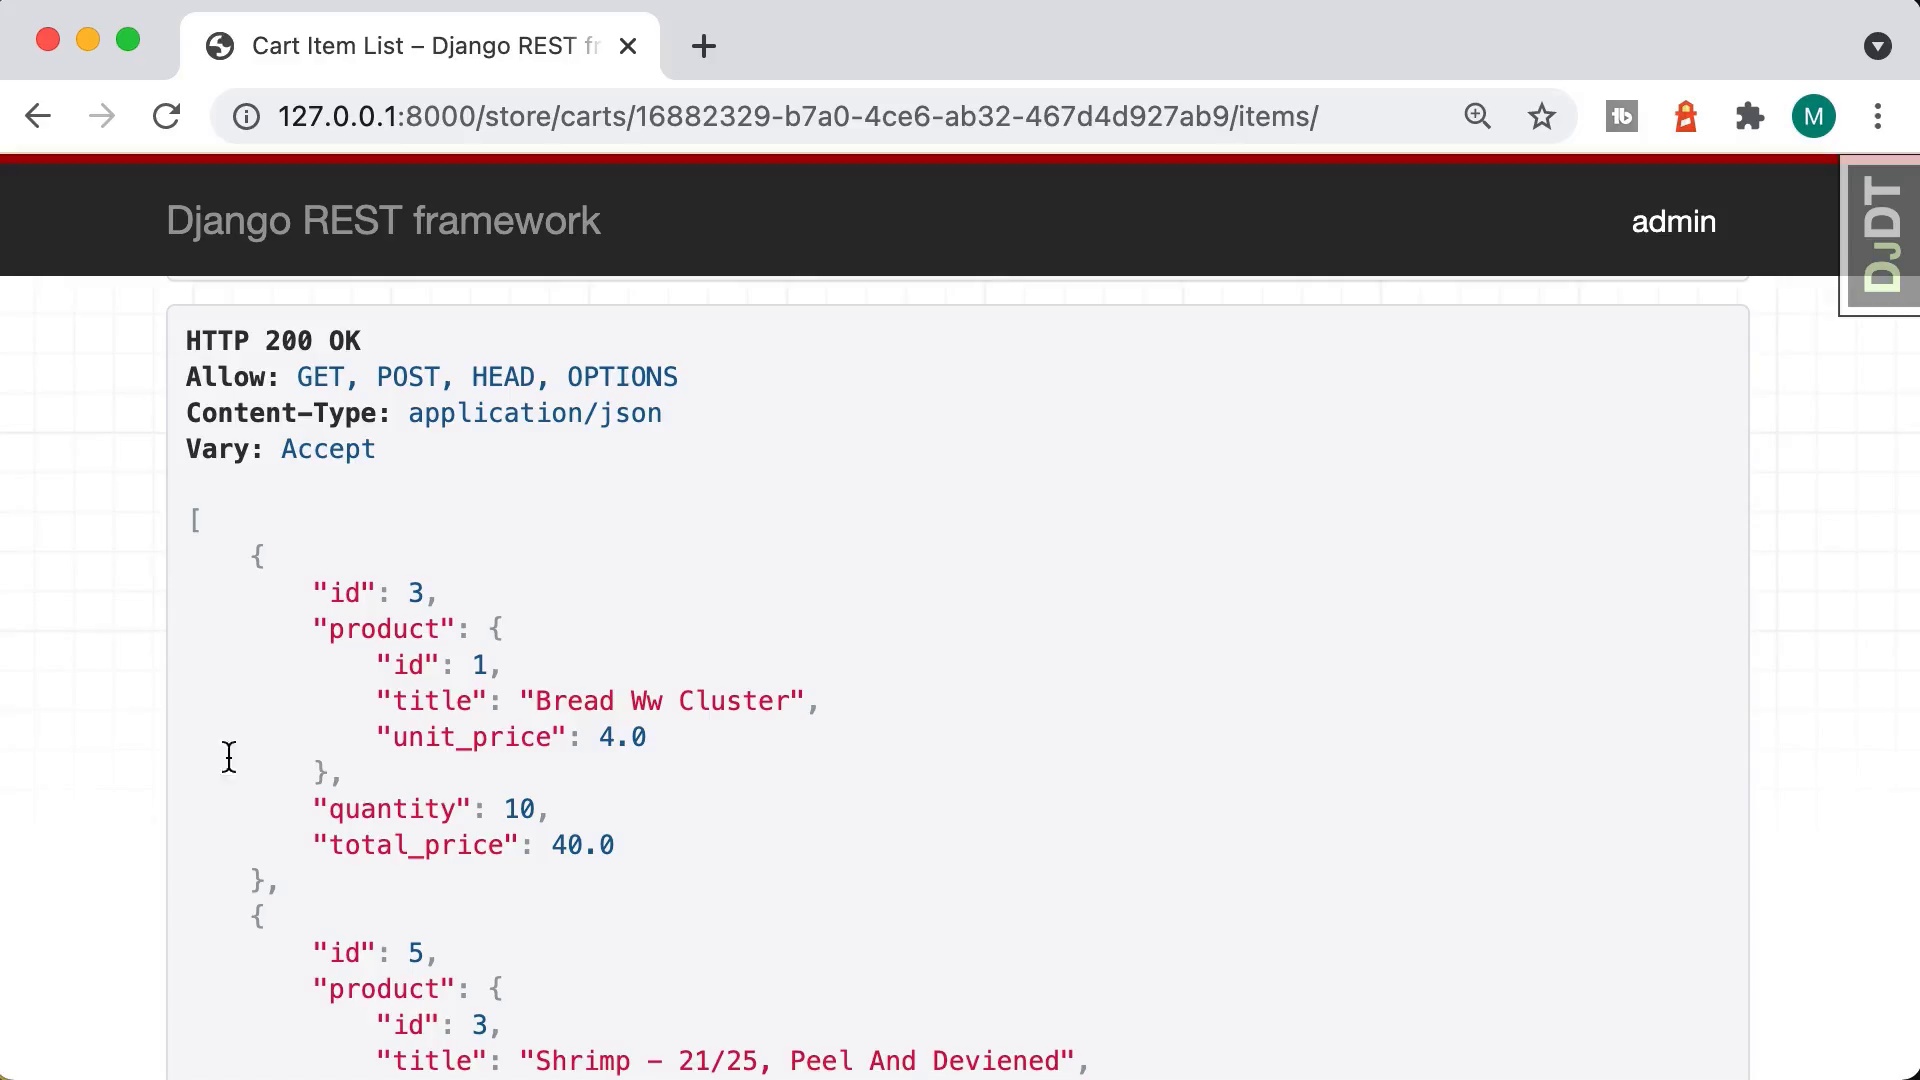 Cart Item List – Django REST fr
127.0.0.1:8000/store/carts/16882329-b7a0-4ce6-ab32-467d4d927ab9/items/
tb
M
Django REST framework
admin
DJDT
HTTP 200 OK
Allow: GET, POST, HEAD, OPTIONS
Content-Type: application/json
Vary: Accept
[
{
"id": 3,
"product": {
"id": 1,
"title": "Bread Ww Cluster",
"unit_price": 4.0
},
"quantity": 10,
"total_price": 40.0
},
{
"id": 5,
"product": {
"id": 3,
"title": "Shrimp – 21/25, Peel And Deviened",